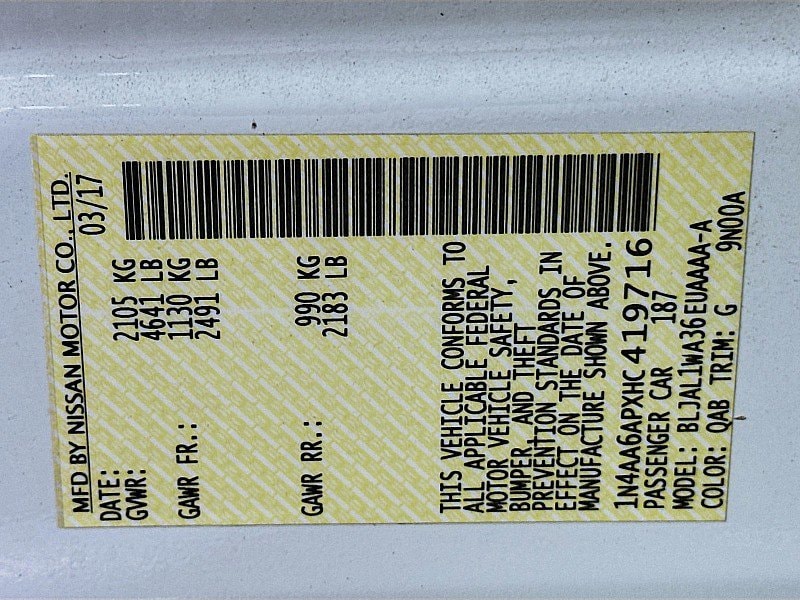 MFD BY NISSAN MOTOR CO., LTD.
DATE: 03/17
GVWR: 2105 KG
4641 LB
GAWR FR.: 1130 KG
2491 LB
GAWR RR.: 990 KG
2183 LB
THIS VEHICLE CONFORMS TO
ALL APPLICABLE FEDERAL
MOTOR VEHICLE SAFETY,
BUMPER, AND THEFT
PREVENTION STANDARDS IN
EFFECT ON THE DATE OF
MANUFACTURE SHOWN ABOVE.
1N4AA6APXHC419716
PASSENGER CAR 187
MODEL: BLJAL1WA36EUAAAA-A
COLOR: QAB TRIM: G 9N00A